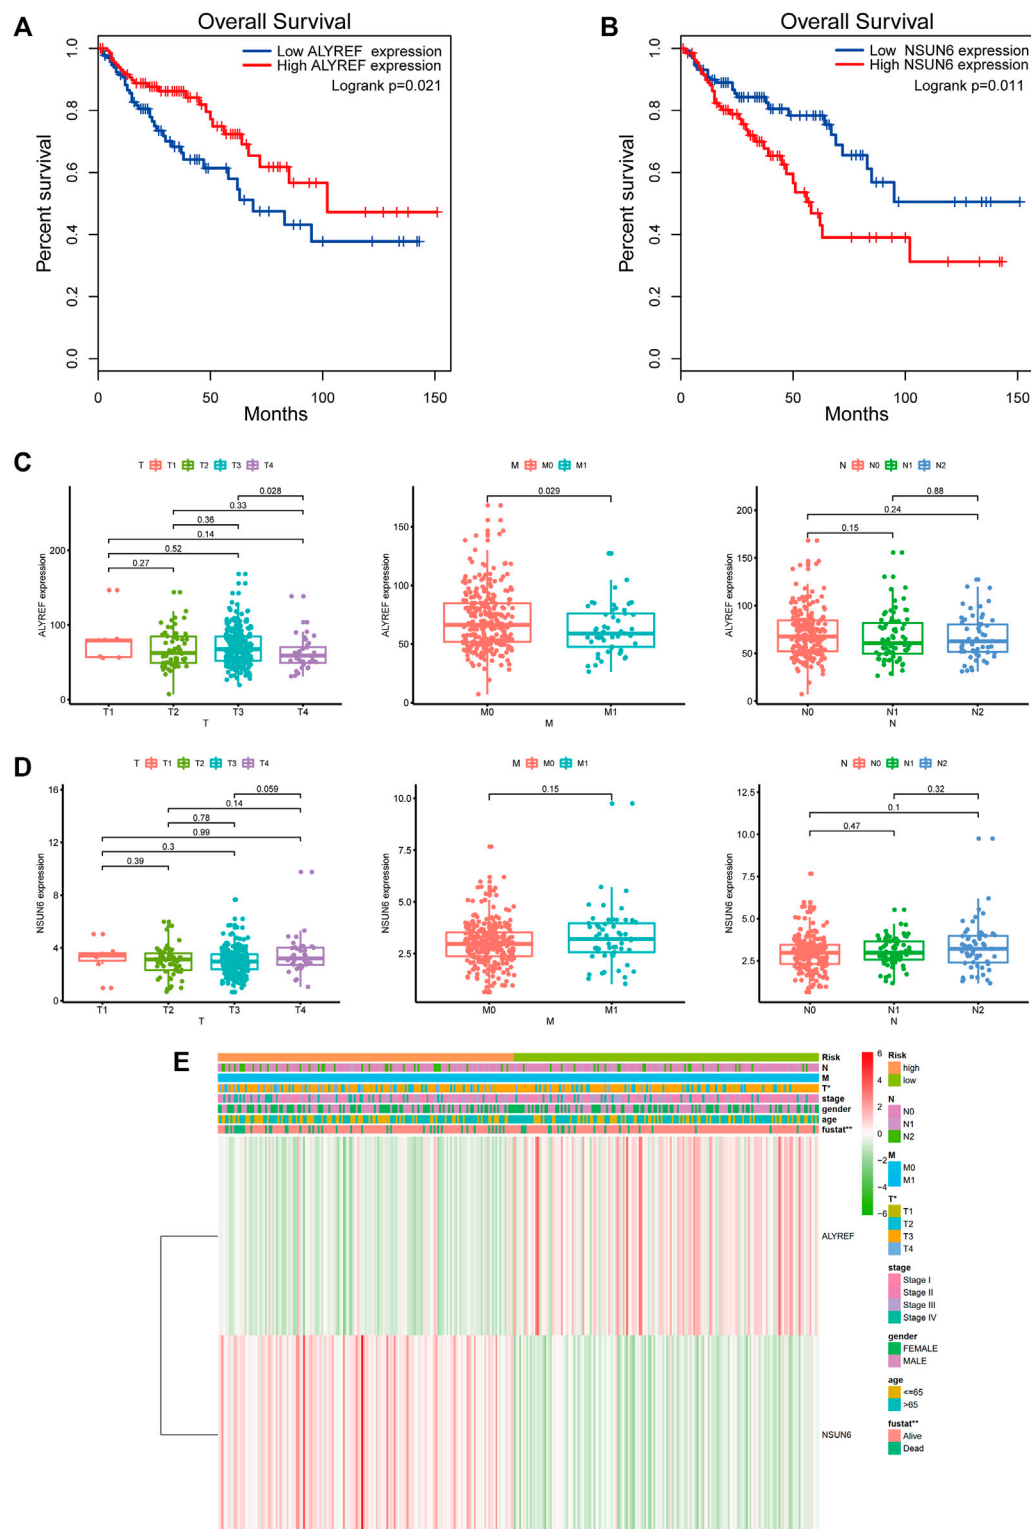 A
Overall Survival
Low ALYREF expression
High ALYREF expression
Logrank p=0.021
Percent survival
0.0
0.2
0.4
0.6
0.8
1.0
0
50
100
150
Months
B
Overall Survival
Low NSUN6 expression
High NSUN6 expression
Logrank p=0.011
Percent survival
0.0
0.2
0.4
0.6
0.8
1.0
0
50
100
150
Months
C
T T1 T2 T3 T4
0.028
0.33
0.36
0.14
0.52
0.27
ALYREF expression
200
100
0
T1 T2 T3 T4
T
M M0 M1
0.029
ALYREF expression
150
100
50
0
M0 M1
M
N N0 N1 N2
0.88
0.24
0.15
ALYREF expression
200
150
100
50
0
N0 N1 N2
N
D
T T1 T2 T3 T4
0.059
0.14
0.78
0.99
0.3
0.39
NSUN6 expression
16
12
8
4
0
T1 T2 T3 T4
T
M M0 M1
0.15
NSUN6 expression
10.0
7.5
5.0
2.5
M0 M1
M
N N0 N1 N2
0.32
0.1
0.47
NSUN6 expression
12.5
10.0
7.5
5.0
2.5
N0 N1 N2
N
E
Risk
N
M
T*
stage
gender
age
fustat**
ALYREF
NSUN6
6
4
2
0
−2
−4
−6
Risk
high
low
N
N0
N1
N2
M
M0
M1
T*
T1
T2
T3
T4
stage
Stage I
Stage II
Stage III
Stage IV
gender
FEMALE
MALE
age
<=65
>65
fustat**
Alive
Dead